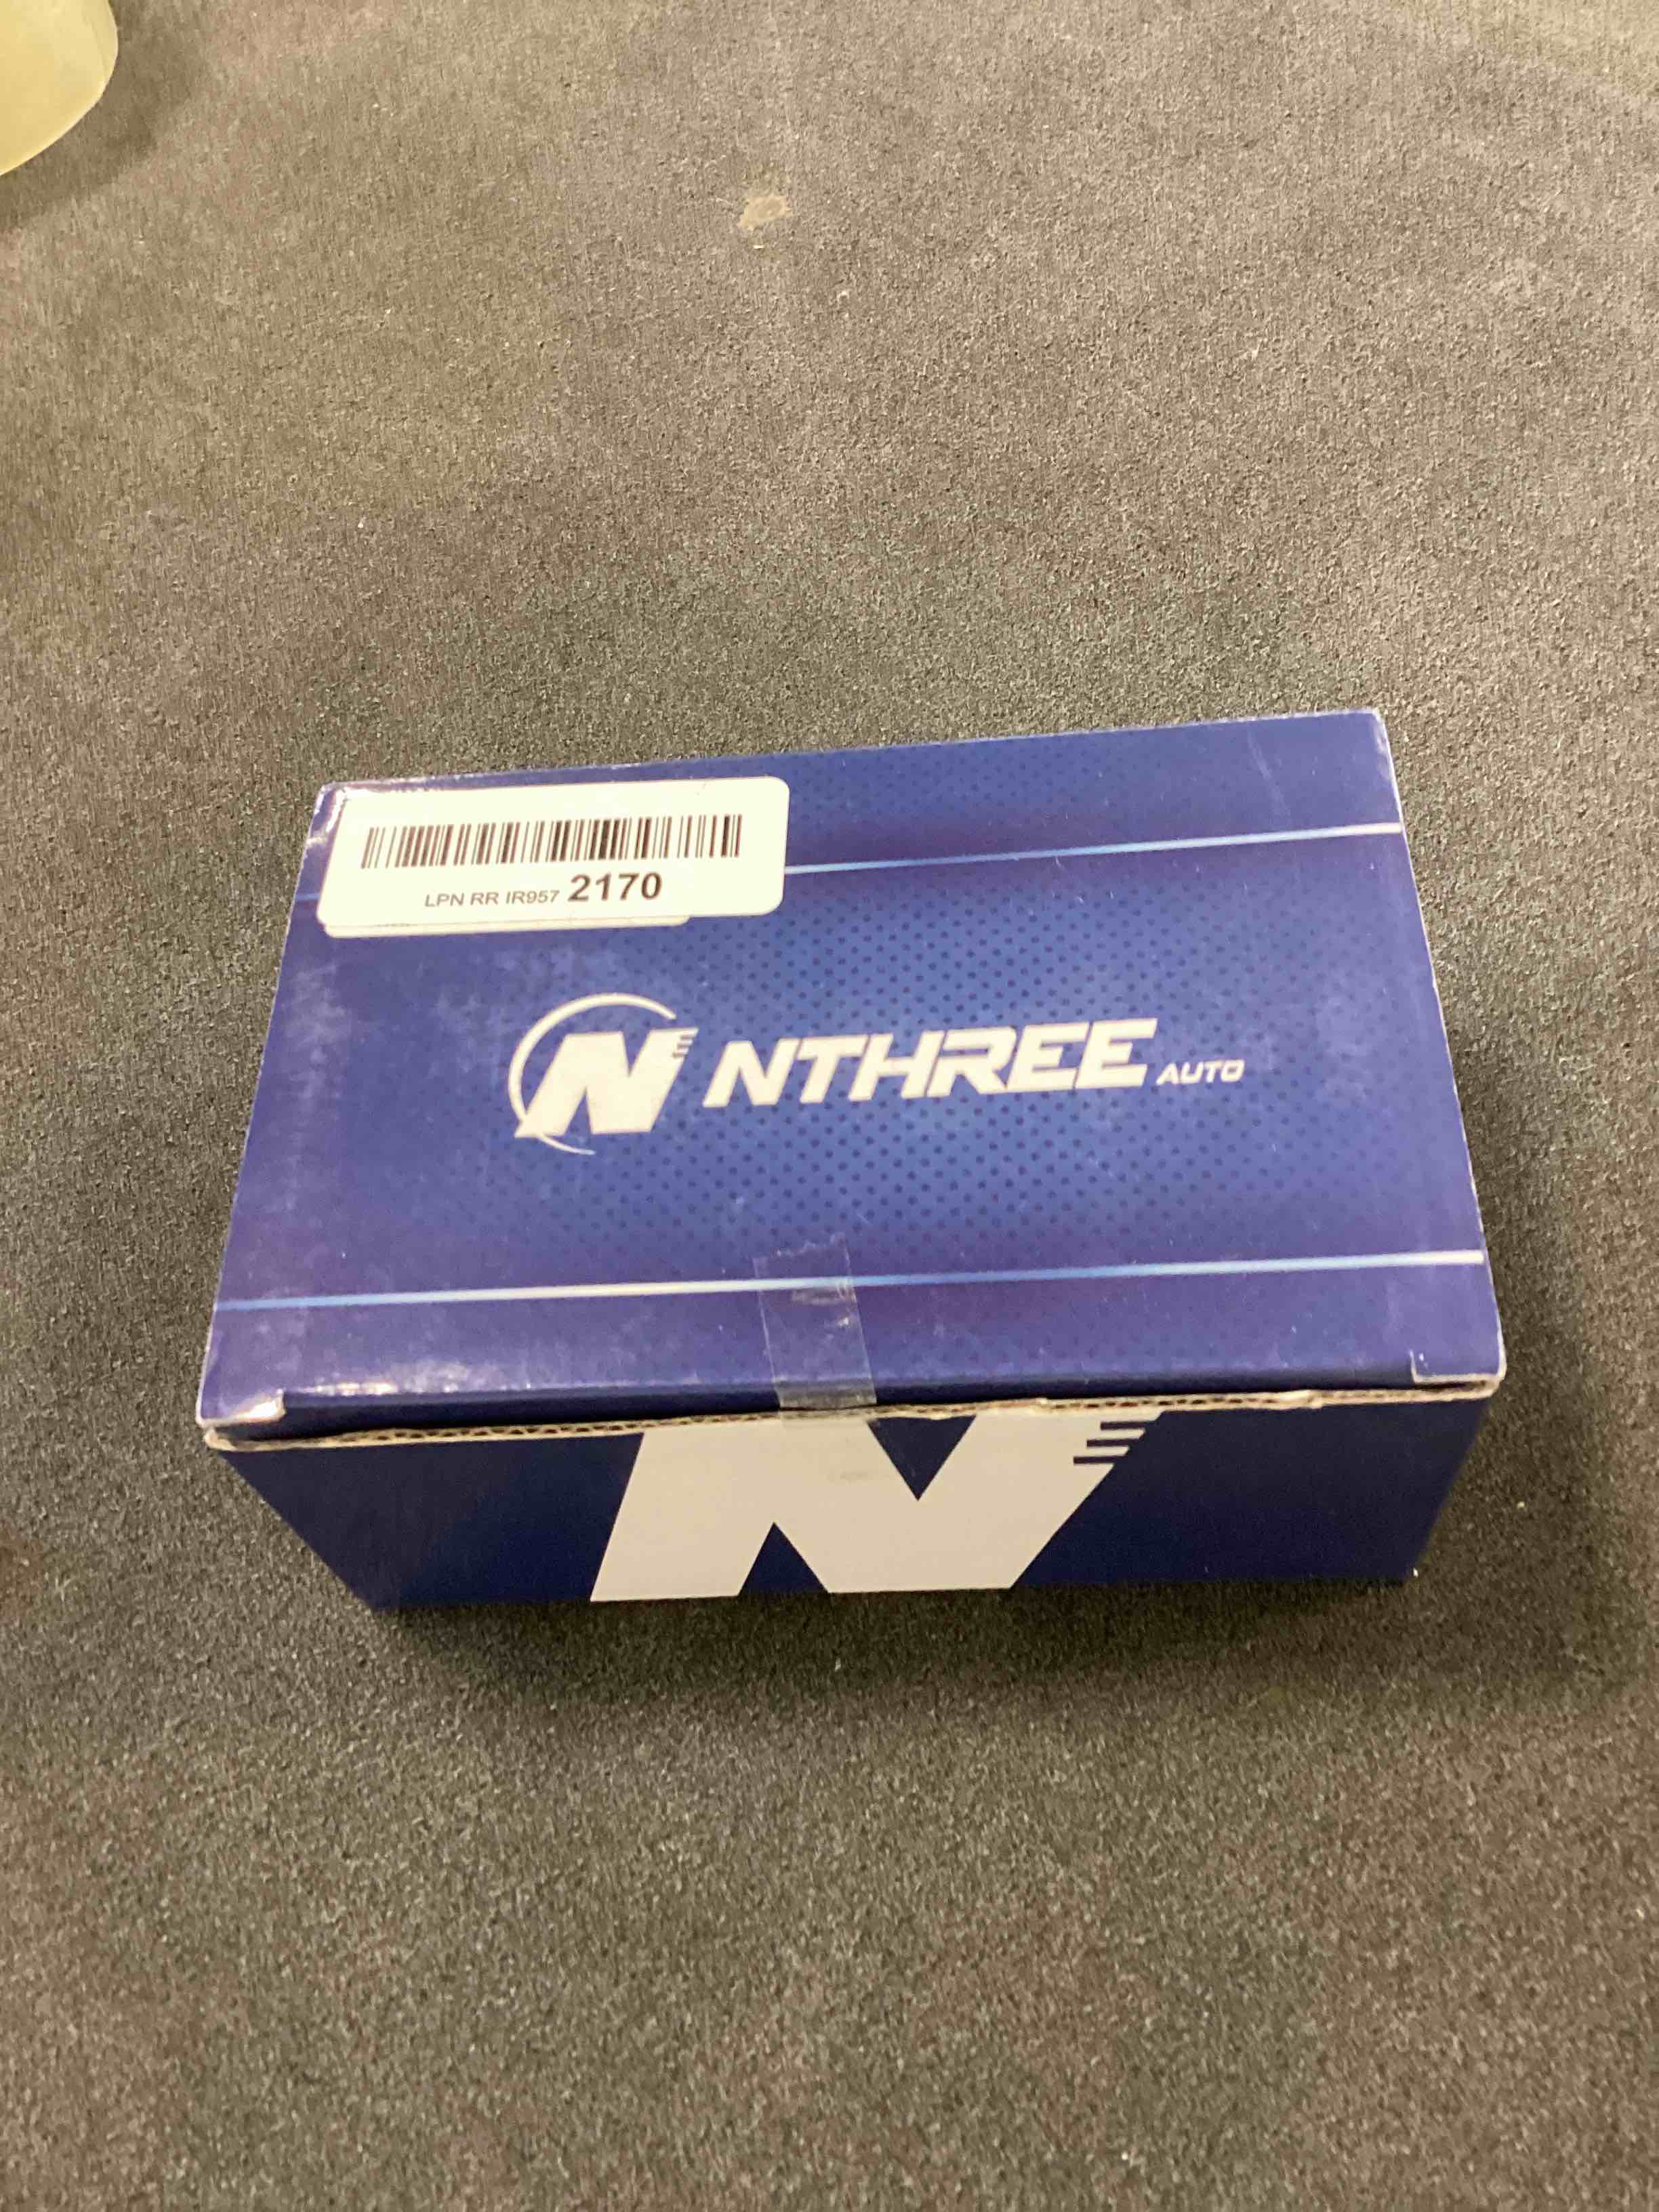 LPN RR IR957 2170
N NTHREE AUTO
N